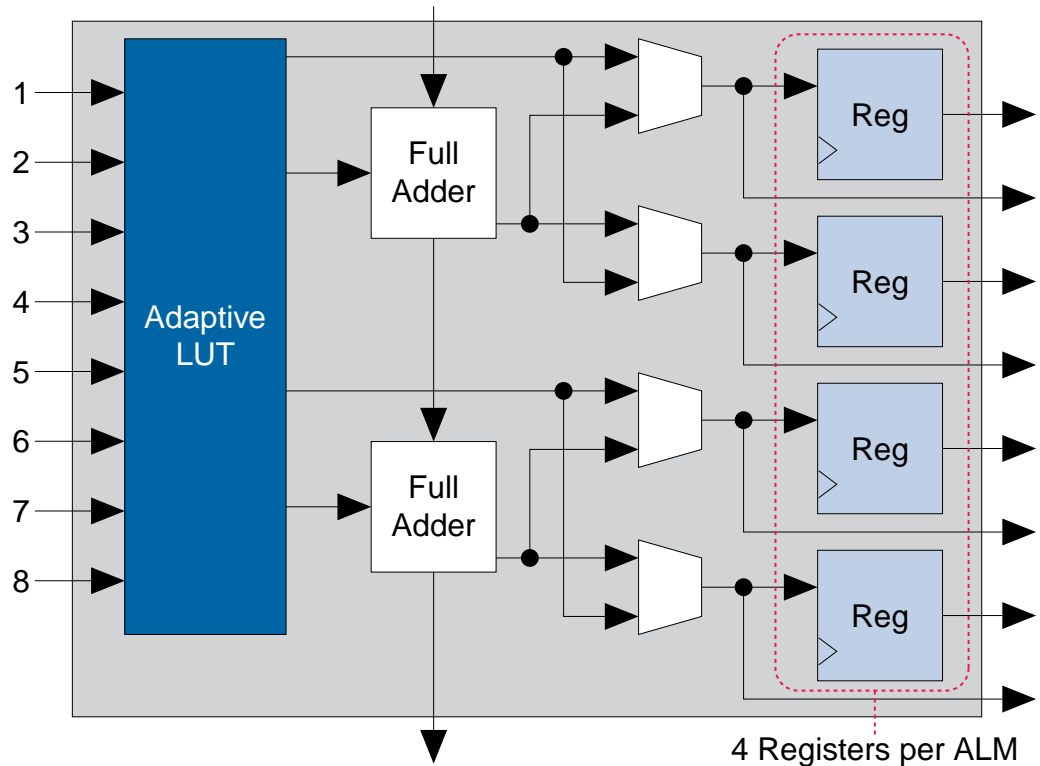 1
2
3
4
5
6
7
8
Adaptive
LUT
Full
Adder
Full
Adder
Reg
Reg
Reg
Reg
4 Registers per ALM